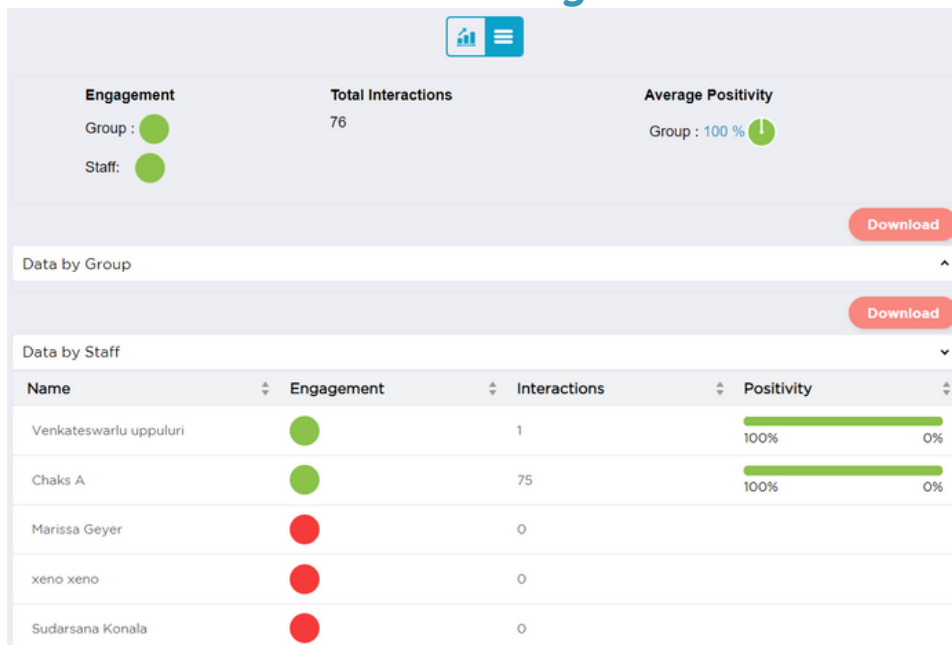 Engagement Total Interactions Average Positivity
Group : 76 Group : 100 %
Staff:
Download
Data by Group
Download
Data by Staff
Name Engagement Interactions Positivity
Venkateswarlu uppuluri 1 100% 0%
Chaks A 75 100% 0%
Marissa Geyer 0
xeno xeno 0
Sudarsana Konala 0